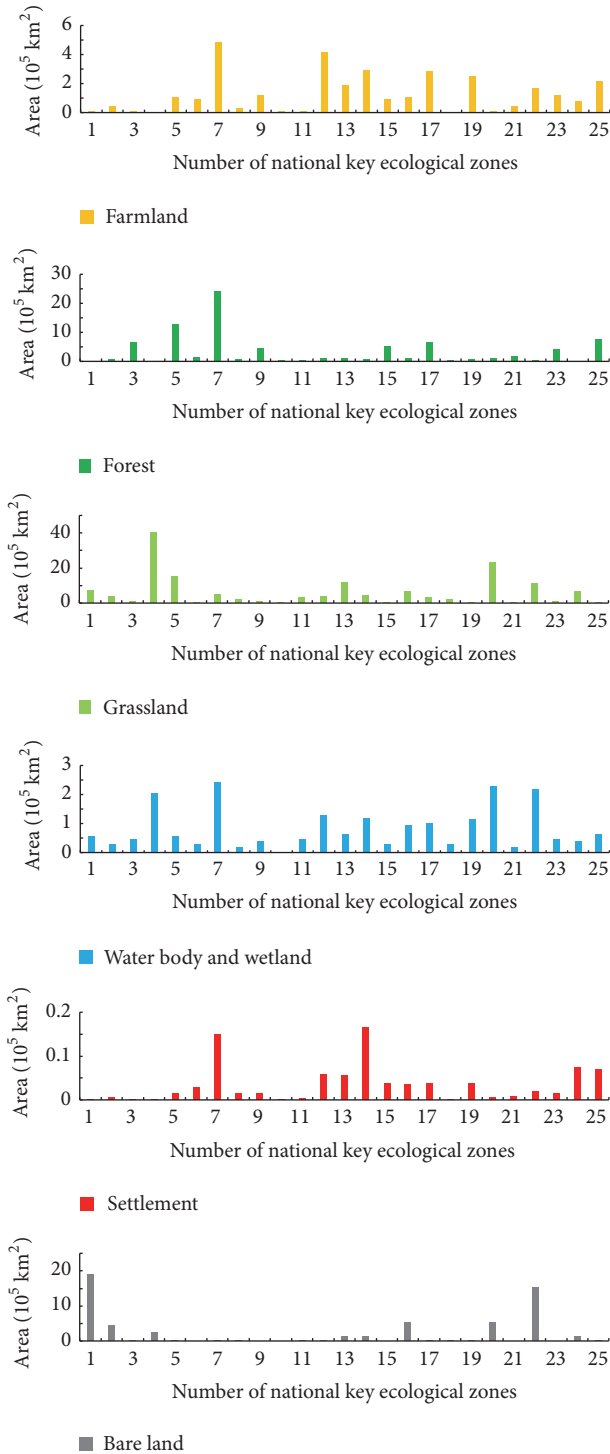 Area (10⁵ km²)
6
4
2
0
1 3 5 7 9 11 13 15 17 19 21 23 25
Number of national key ecological zones
Farmland
Area (10⁵ km²)
30
20
10
0
1 3 5 7 9 11 13 15 17 19 21 23 25
Number of national key ecological zones
Forest
Area (10⁵ km²)
40
20
0
1 3 5 7 9 11 13 15 17 19 21 23 25
Number of national key ecological zones
Grassland
Area (10⁵ km²)
3
2
1
0
1 3 5 7 9 11 13 15 17 19 21 23 25
Number of national key ecological zones
Water body and wetland
Area (10⁵ km²)
0.2
0.1
0
1 3 5 7 9 11 13 15 17 19 21 23 25
Number of national key ecological zones
Settlement
Area (10⁵ km²)
20
10
0
1 3 5 7 9 11 13 15 17 19 21 23 25
Number of national key ecological zones
Bare land